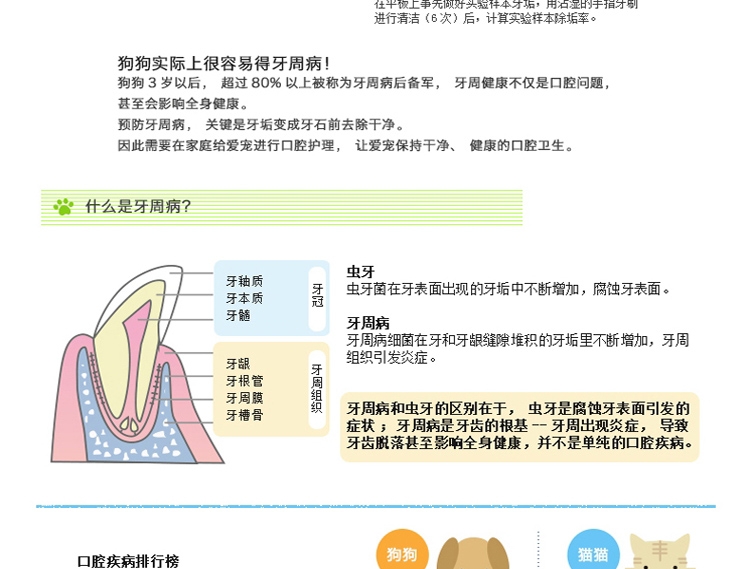 在平板上事先做好实验样本牙垢，用沾湿的手指牙刷
进行清洁（6 次）后，计算实验样本除垢率。
狗狗实际上很容易得牙周病！
狗狗 3 岁以后， 超过 80% 以上被称为牙周病后备军， 牙周健康不仅是口腔问题，
甚至会影响全身健康。
预防牙周病， 关键是牙垢变成牙石前去除干净。
因此需要在家庭给爱宠进行口腔护理， 让爱宠保持干净、 健康的口腔卫生。
什么是牙周病？
牙釉质
牙本质
牙髓
牙冠
牙龈
牙根管
牙周膜
牙槽骨
牙周组织
虫牙
虫牙菌在牙表面出现的牙垢中不断增加，腐蚀牙表面。
牙周病
牙周病细菌在牙和牙龈缝隙堆积的牙垢里不断增加，牙周
组织引发炎症。
牙周病和虫牙的区别在于， 虫牙是腐蚀牙表面引发的
症状 ；牙周病是牙齿的根基 -- 牙周出现炎症， 导致
牙齿脱落甚至影响全身健康，并不是单纯的口腔疾病。
口腔疾病排行榜
狗狗
猫猫